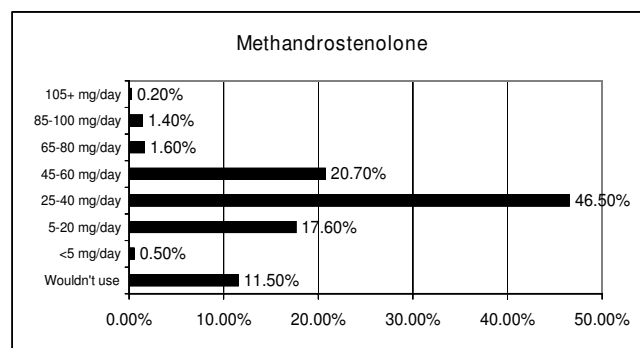 Methandrostenolone
105+ mg/day 0.20%
85-100 mg/day 1.40%
65-80 mg/day 1.60%
45-60 mg/day 20.70%
25-40 mg/day 46.50%
5-20 mg/day 17.60%
<5 mg/day 0.50%
Wouldn't use 11.50%
0.00% 10.00% 20.00% 30.00% 40.00% 50.00%